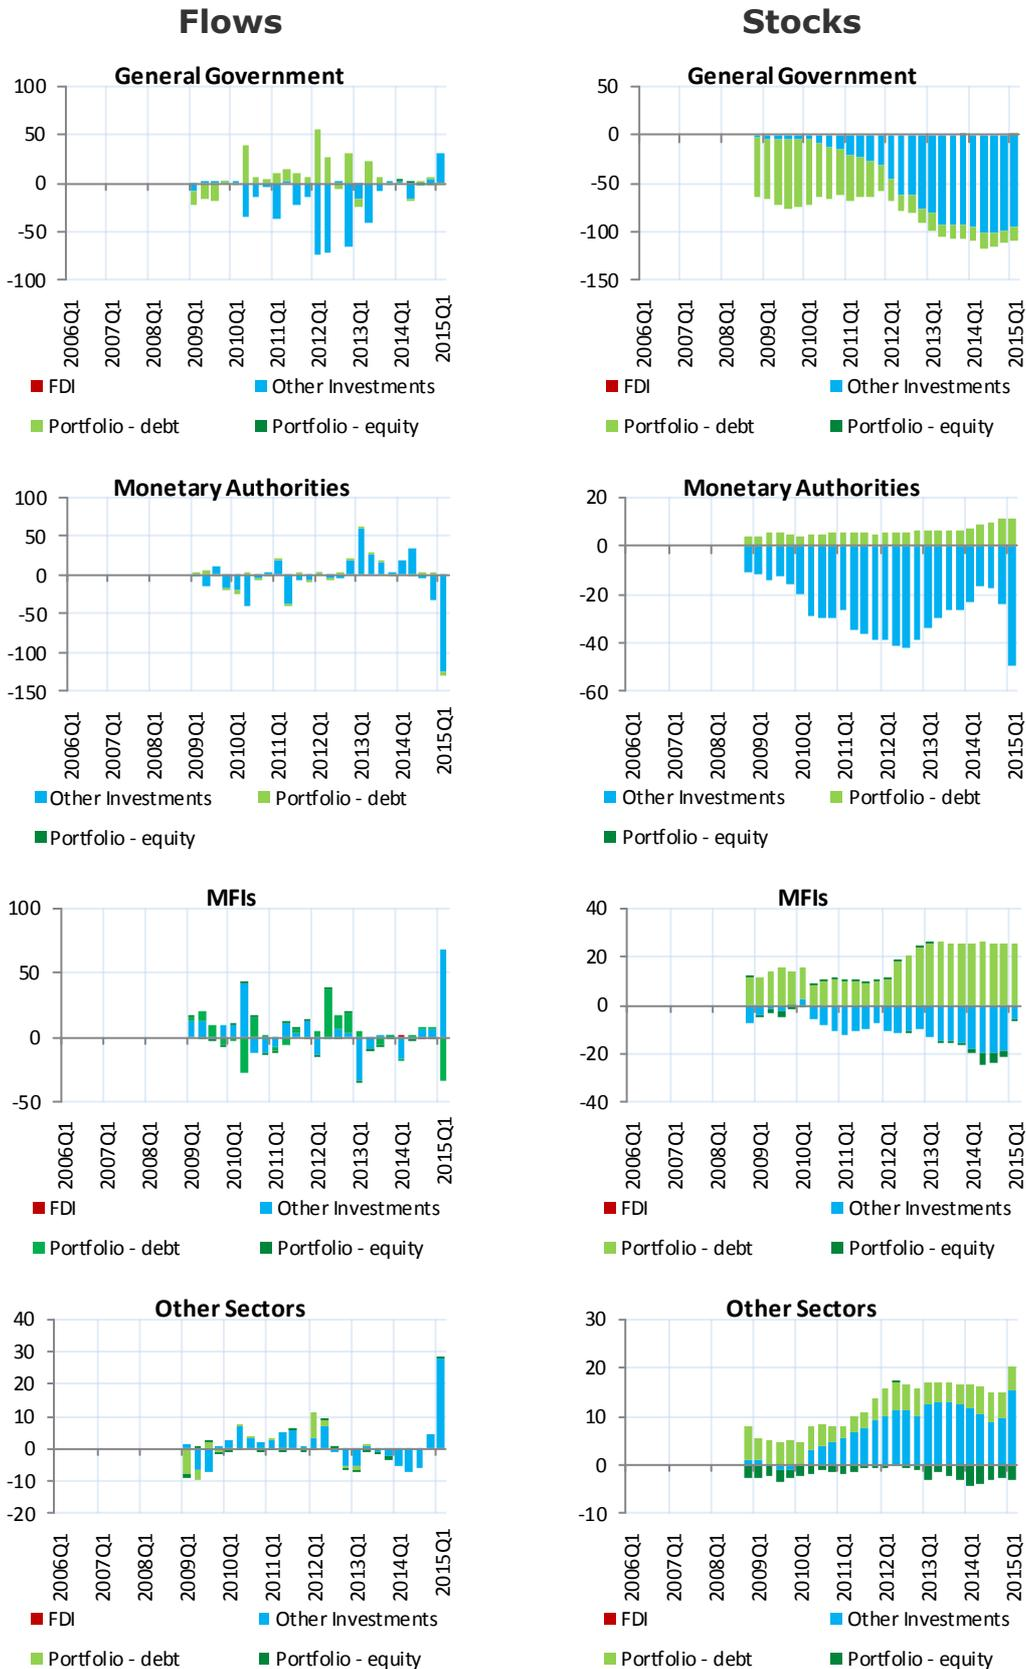 Flows
Stocks
General Government
100
50
0
-50
-100
2006Q1
2007Q1
2008Q1
2009Q1
2010Q1
2011Q1
2012Q1
2013Q1
2014Q1
2015Q1
FDI
Other Investments
Portfolio - debt
Portfolio - equity
General Government
50
0
-50
-100
-150
2006Q1
2007Q1
2008Q1
2009Q1
2010Q1
2011Q1
2012Q1
2013Q1
2014Q1
2015Q1
FDI
Other Investments
Portfolio - debt
Portfolio - equity
Monetary Authorities
100
50
0
-50
-100
-150
2006Q1
2007Q1
2008Q1
2009Q1
2010Q1
2011Q1
2012Q1
2013Q1
2014Q1
2015Q1
Other Investments
Portfolio - debt
Portfolio - equity
Monetary Authorities
20
0
-20
-40
-60
2006Q1
2007Q1
2008Q1
2009Q1
2010Q1
2011Q1
2012Q1
2013Q1
2014Q1
2015Q1
Other Investments
Portfolio - debt
Portfolio - equity
MFIs
100
50
0
-50
2006Q1
2007Q1
2008Q1
2009Q1
2010Q1
2011Q1
2012Q1
2013Q1
2014Q1
2015Q1
FDI
Other Investments
Portfolio - debt
Portfolio - equity
MFIs
40
20
0
-20
-40
2006Q1
2007Q1
2008Q1
2009Q1
2010Q1
2011Q1
2012Q1
2013Q1
2014Q1
2015Q1
FDI
Other Investments
Portfolio - debt
Portfolio - equity
Other Sectors
40
30
20
10
0
-10
-20
2006Q1
2007Q1
2008Q1
2009Q1
2010Q1
2011Q1
2012Q1
2013Q1
2014Q1
2015Q1
FDI
Other Investments
Portfolio - debt
Portfolio - equity
Other Sectors
30
20
10
0
-10
2006Q1
2007Q1
2008Q1
2009Q1
2010Q1
2011Q1
2012Q1
2013Q1
2014Q1
2015Q1
FDI
Other Investments
Portfolio - debt
Portfolio - equity